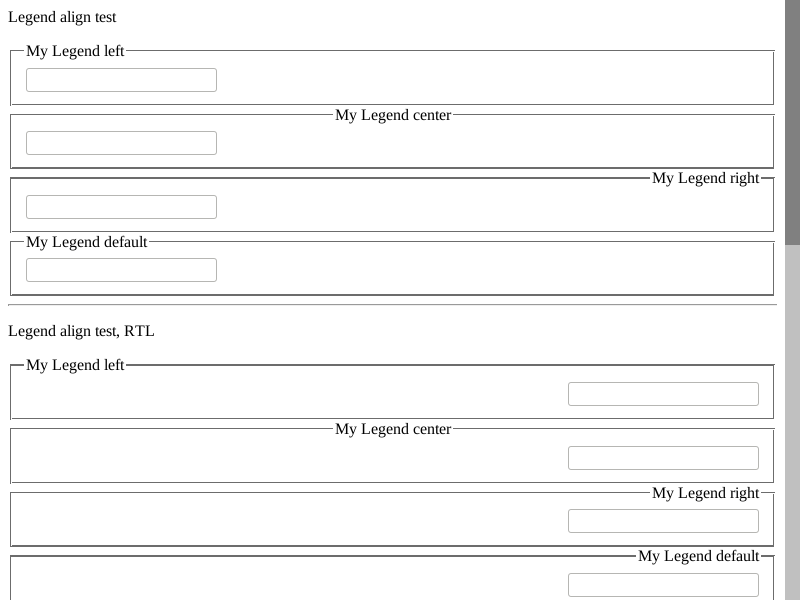 Legend align test
My Legend left
My Legend center
My Legend right
My Legend default
Legend align test, RTL
My Legend left
My Legend center
My Legend right
My Legend default